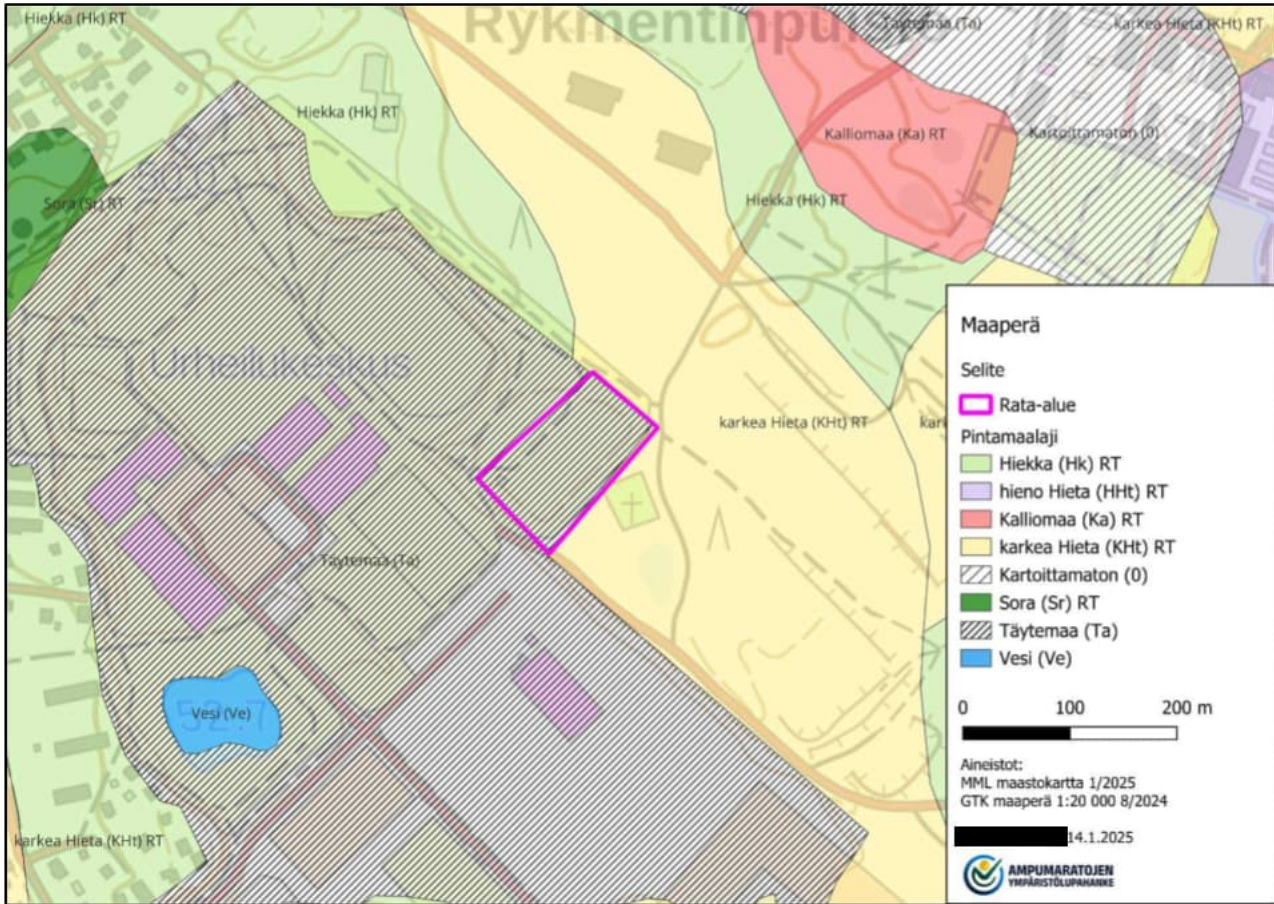 Hiekka (Hk) RT
Rykmentinpu
Täytemaa (Ta)
karkea Hieta (KHt) RT
Hiekka (Hk) RT
Kalliomaa (Ka) RT
Kartoittamaton (0)
Sora (Sr) RT
Hiekka (Hk) RT
Urheilukeskus
karkea Hieta (KHt) RT
kark
Täytemaa (Ta)
Vesi (Ve)
52.7
karkea Hieta (KHt) RT
Maaperä
Selite
Rata-alue
Pintamaalaji
Hiekka (Hk) RT
hieno Hieta (HHt) RT
Kalliomaa (Ka) RT
karkea Hieta (KHt) RT
Kartoittamaton (0)
Sora (Sr) RT
Täytemaa (Ta)
Vesi (Ve)
0 100 200 m
Aineistot:
MML maastokartta 1/2025
GTK maaperä 1:20 000 8/2024
14.1.2025
AMPUMARATOJEN
YMPÄRISTÖLUPAHANKE